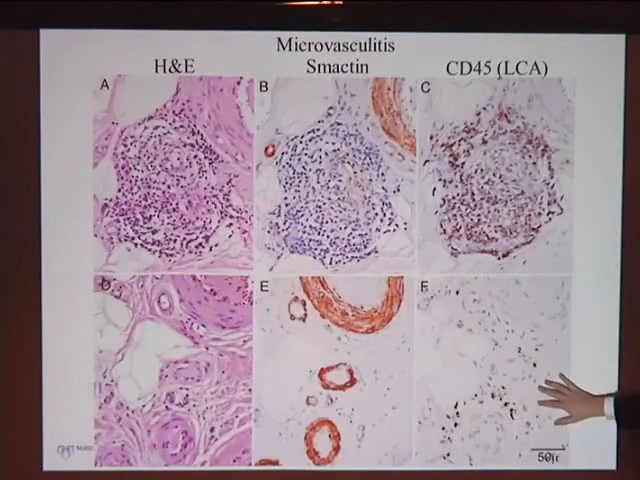 Microvasculitis
H&E Smactin CD45 (LCA)
A B C
D E F
50μ